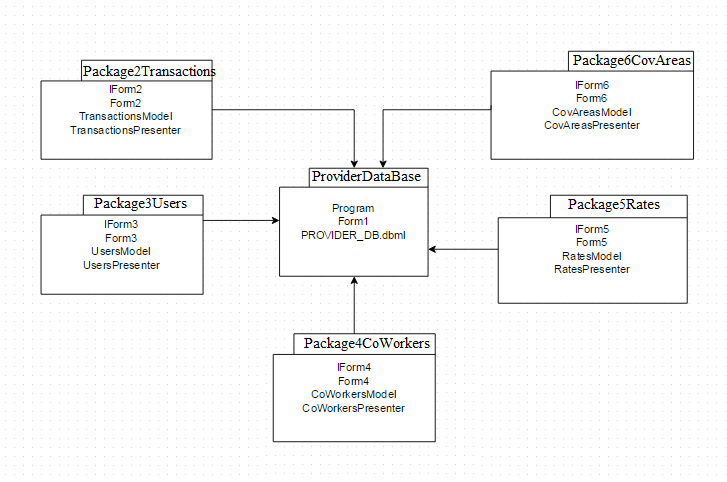 Package2Transactions
IForm2
Form2
TransactionsModel
TransactionsPresenter
Package6CovAreas
IForm6
Form6
CovAreasModel
CovAreasPresenter
ProviderDataBase
Program
Form1
PROVIDER_DB.dbml
Package3Users
IForm3
Form3
UsersModel
UsersPresenter
Package5Rates
IForm5
Form5
RatesModel
RatesPresenter
Package4CoWorkers
IForm4
Form4
CoWorkersModel
CoWorkersPresenter